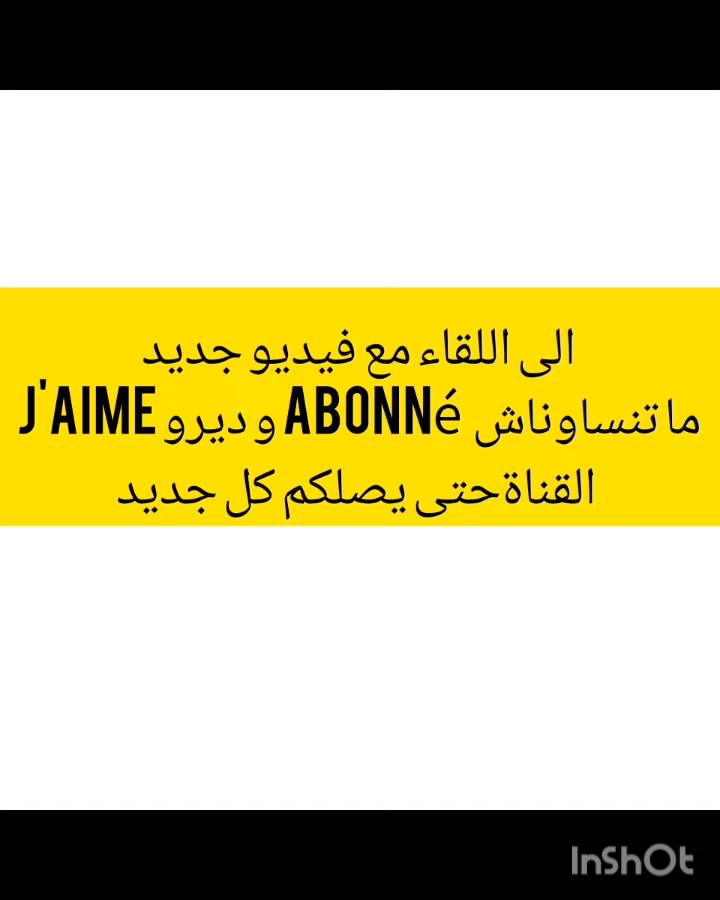 الى اللقاء مع فيديو جديد
ما تنساوناش ABONNé و ديرو J'AIME
القناة حتى يصلكم كل جديد
InShOt